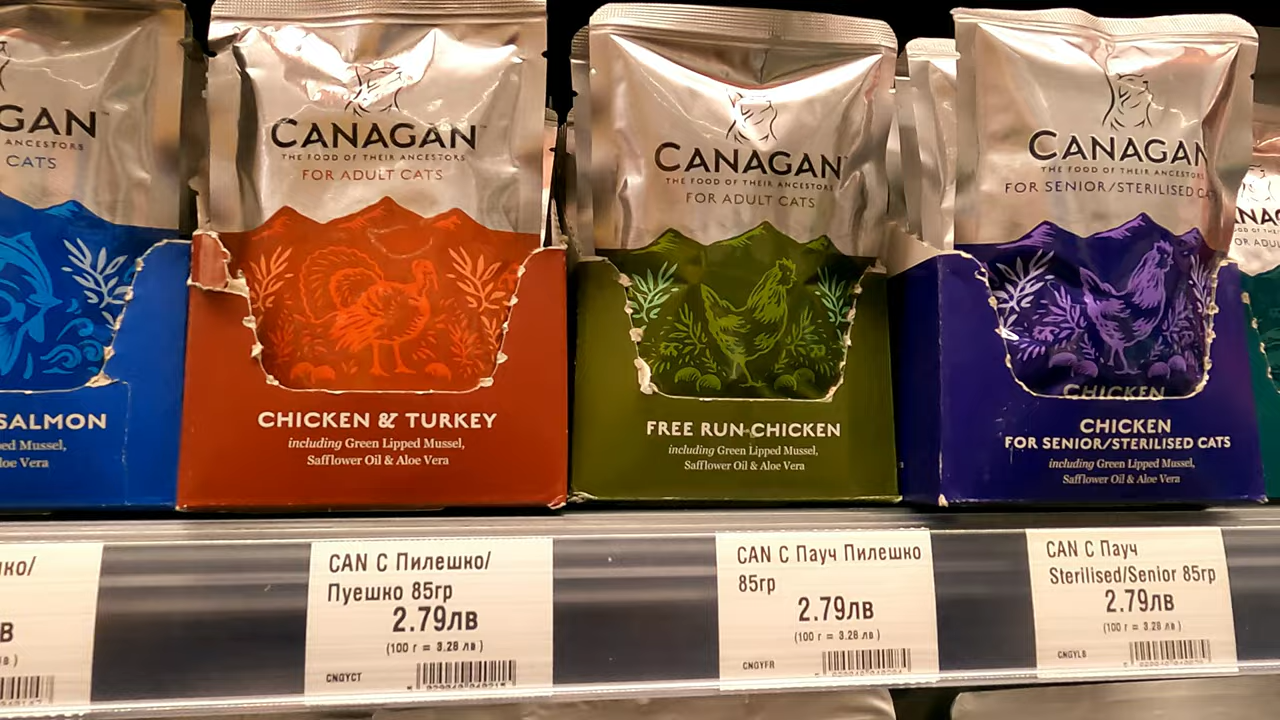 GAN
ANCESTORS
CATS
SALMON
CANAGAN
THE FOOD OF THEIR ANCESTORS
FOR ADULT CATS
CHICKEN & TURKEY
including Green Lipped Mussel,
Safflower Oil & Aloe Vera
CANAGAN
THE FOOD OF THEIR ANCESTORS
FOR ADULT CATS
FREE RUN CHICKEN
including Green Lipped Mussel,
Safflower Oil & Aloe Vera
CANAGAN
THE FOOD OF THEIR ANCESTORS
FOR SENIOR/STERILISED
CHICKEN
CHICKEN
FOR SENIOR/STERILISED CATS
including Green Lipped Mussel,
Safflower Oil & Aloe Vera
CAN C Пилешко/
Пуешко 85гр
2.79лв
(100 г = 3.28 лв)
CNGYCT
CAN C Пауч Пилешко
85гр
2.79лв
(100 г = 3.28 лв)
CNGYFR
CAN C Пауч
Sterilised/Senior 85гр
2.79лв
(100 г = 3.28 лв)
CNGYLS